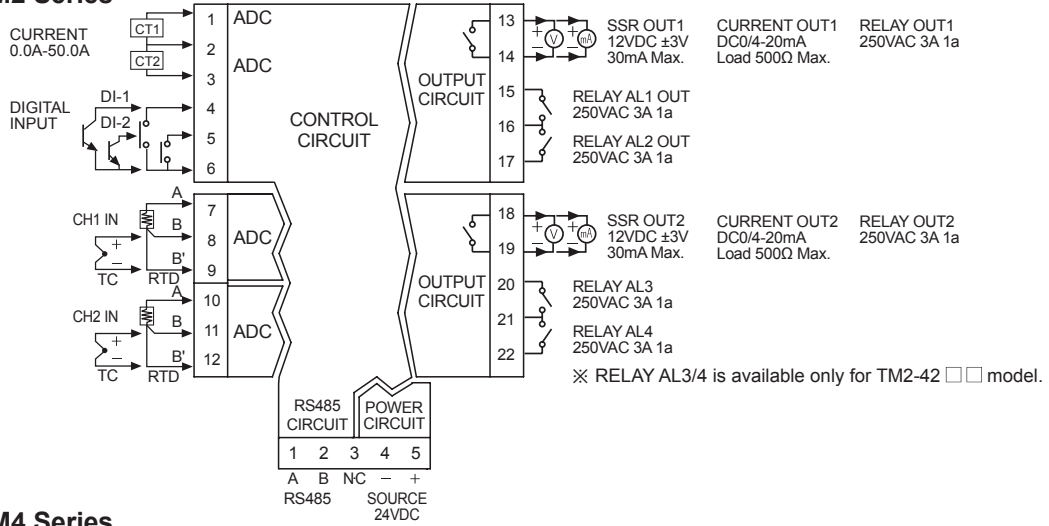 M2 Series
CURRENT
0.0A-50.0A
CT1
CT2
1
2
3
ADC
ADC
DIGITAL
INPUT
DI-1
DI-2
4
5
6
CONTROL
CIRCUIT
OUTPUT
CIRCUIT
13
14
15
16
17
+
−
V
+
−
mA
SSR OUT1
12VDC ±3V
30mA Max.
CURRENT OUT1
DC0/4-20mA
Load 500Ω Max.
RELAY OUT1
250VAC 3A 1a
RELAY AL1 OUT
250VAC 3A 1a
RELAY AL2 OUT
250VAC 3A 1a
CH1 IN
+
−
TC
A
B
B'
RTD
7
8
9
ADC
CH2 IN
+
−
TC
A
B
B'
RTD
10
11
12
ADC
OUTPUT
CIRCUIT
18
19
20
21
22
+
−
V
+
−
mA
SSR OUT2
12VDC ±3V
30mA Max.
CURRENT OUT2
DC0/4-20mA
Load 500Ω Max.
RELAY OUT2
250VAC 3A 1a
RELAY AL3
250VAC 3A 1a
RELAY AL4
250VAC 3A 1a
※ RELAY AL3/4 is available only for TM2-42 □ □ model.
RS485
CIRCUIT
POWER
CIRCUIT
1 2 3 4 5
A B N·C − +
RS485
SOURCE
24VDC
M4 Series